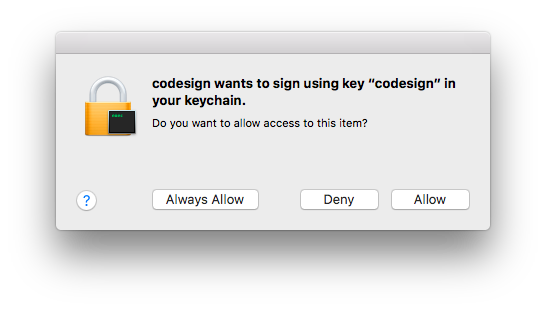 codesign wants to sign using key “codesign” in
your keychain.
Do you want to allow access to this item?
?
Always Allow
Deny
Allow